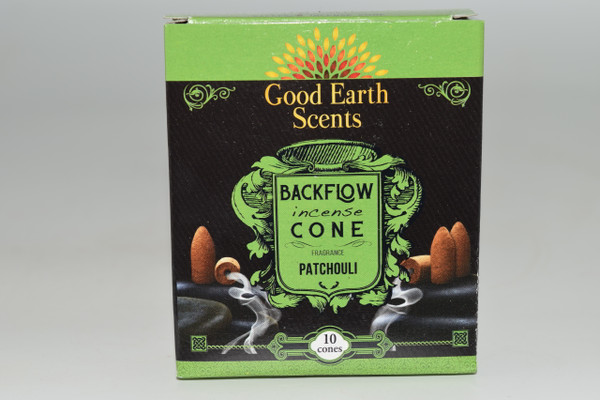 Good Earth
Scents
BACKFLOW
incense
CONE
FRAGRANCE
PATCHOULI
10
cones